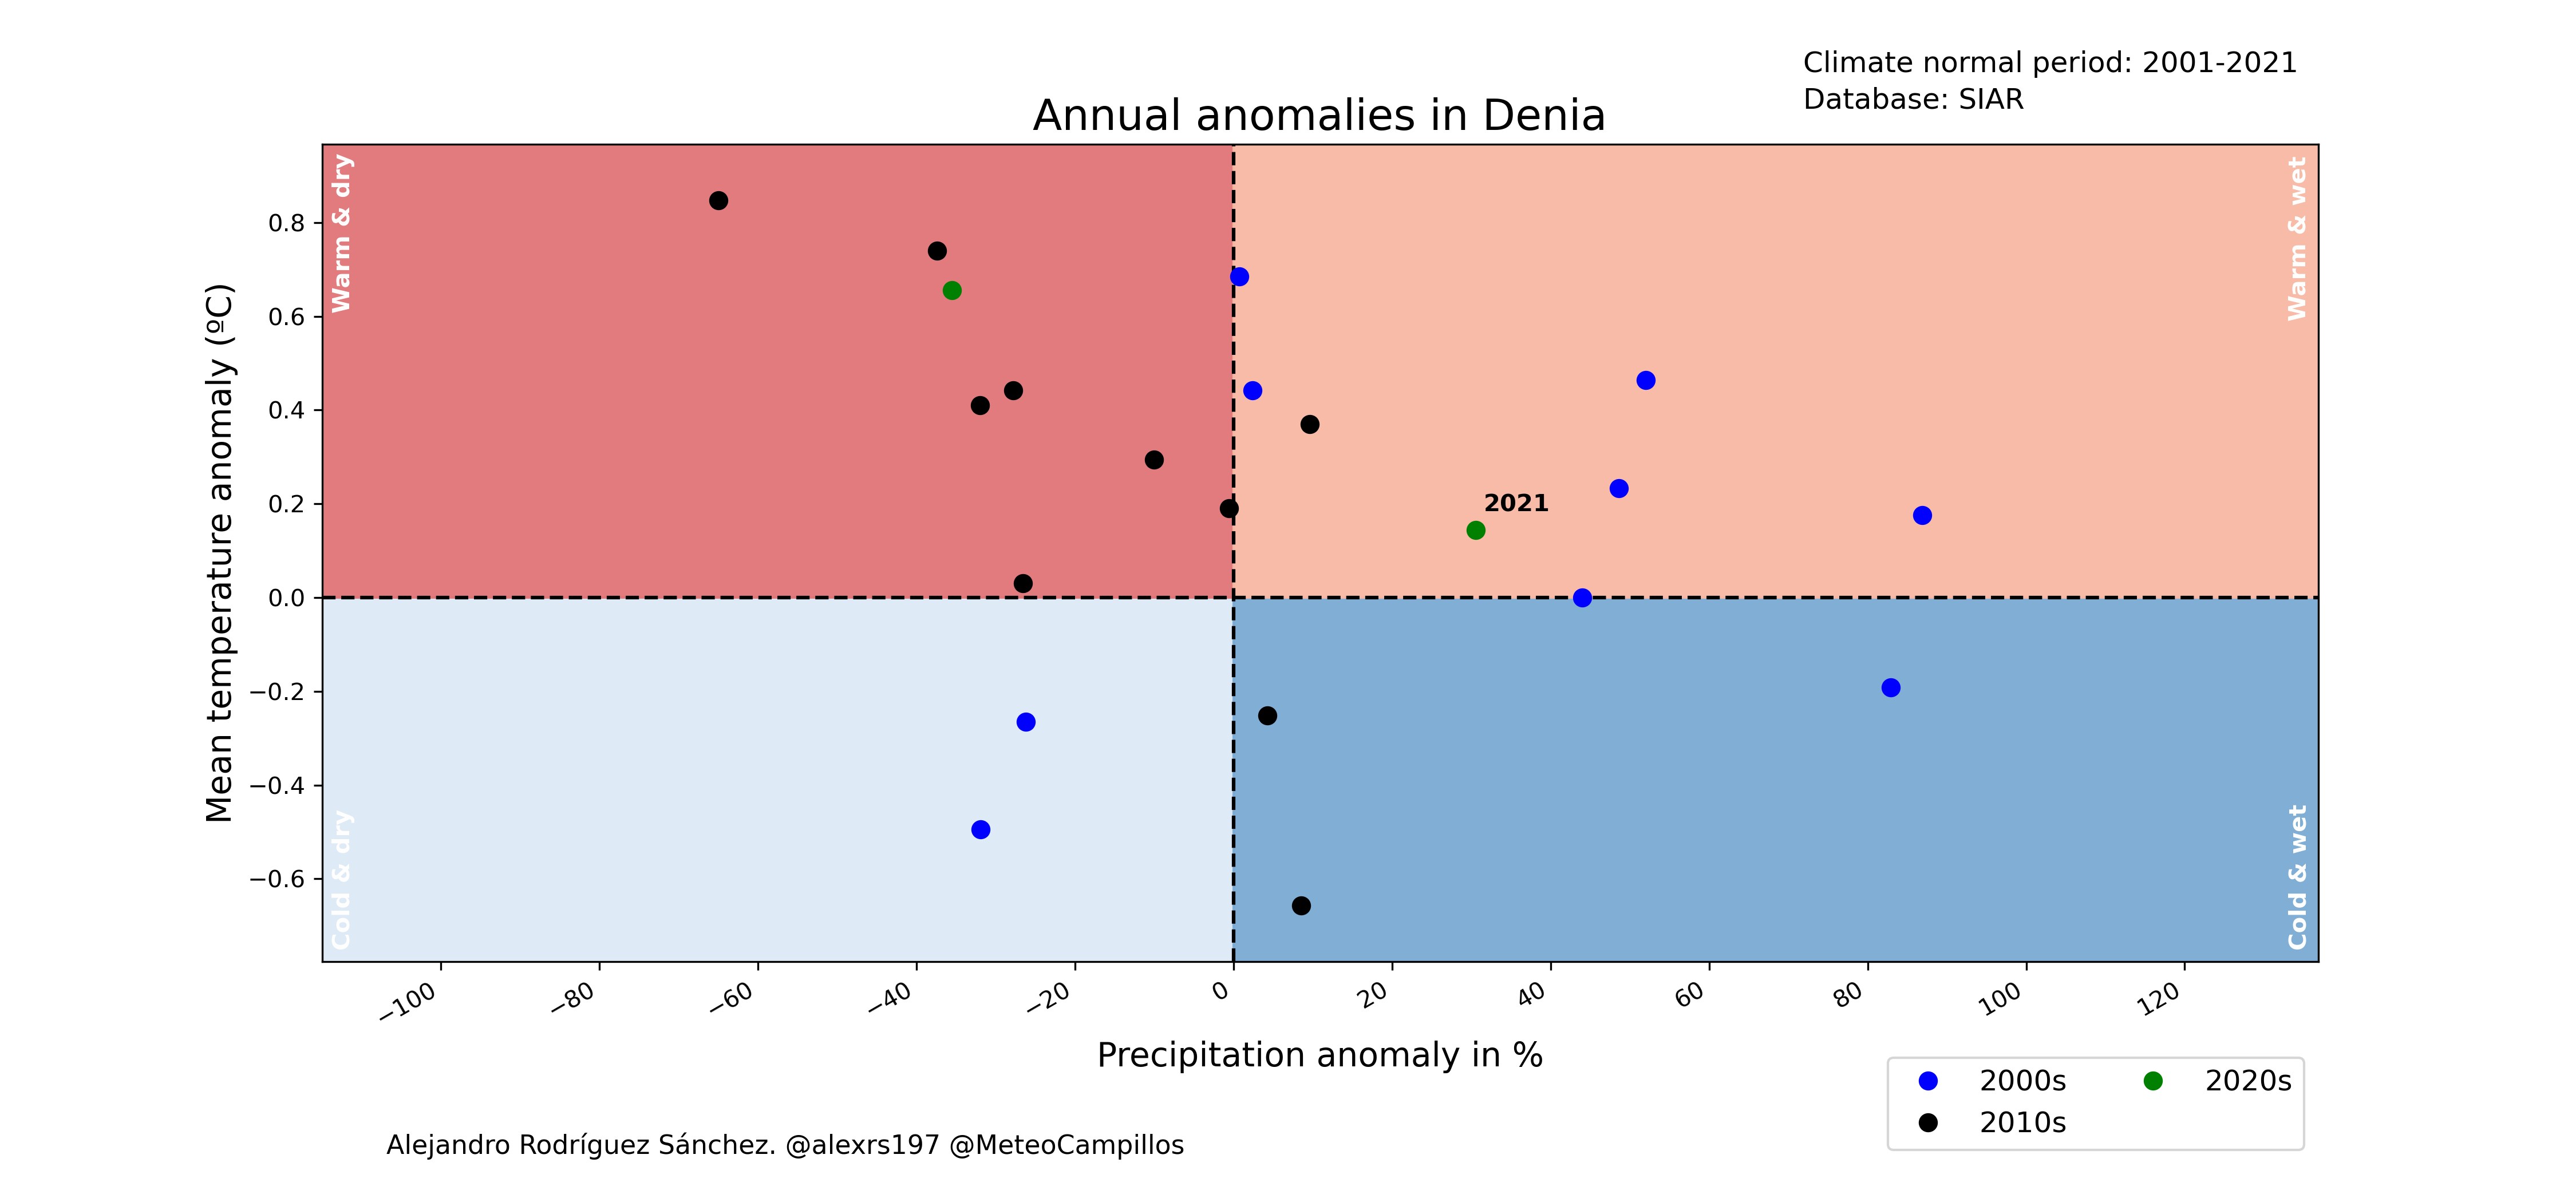 Climate normal period: 2001-2021
Database: SIAR
Annual anomalies in Denia
Warm & dry
Warm & wet
Mean temperature anomaly (ºC)
0.8
0.6
0.4
0.2
0.0
−0.2
−0.4
−0.6
2021
Cold & dry
Cold & wet
−100
−80
−60
−40
−20
0
20
40
60
80
100
120
Precipitation anomaly in %
2000s
2010s
2020s
Alejandro Rodríguez Sánchez. @alexrs197 @MeteoCampillos